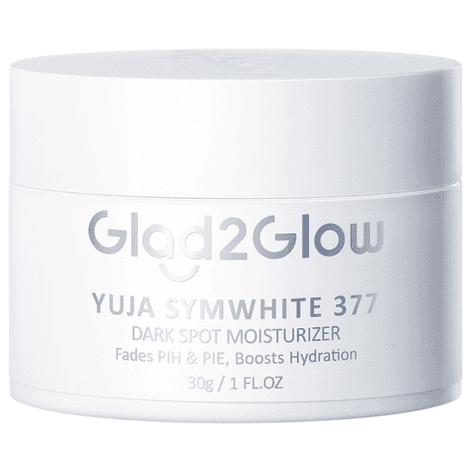 Glad2Glow
YUJA SYMWHITE 377
DARK SPOT MOISTURIZER
Fades PIH & PIE, Boosts Hydration
30g / 1 FL.OZ